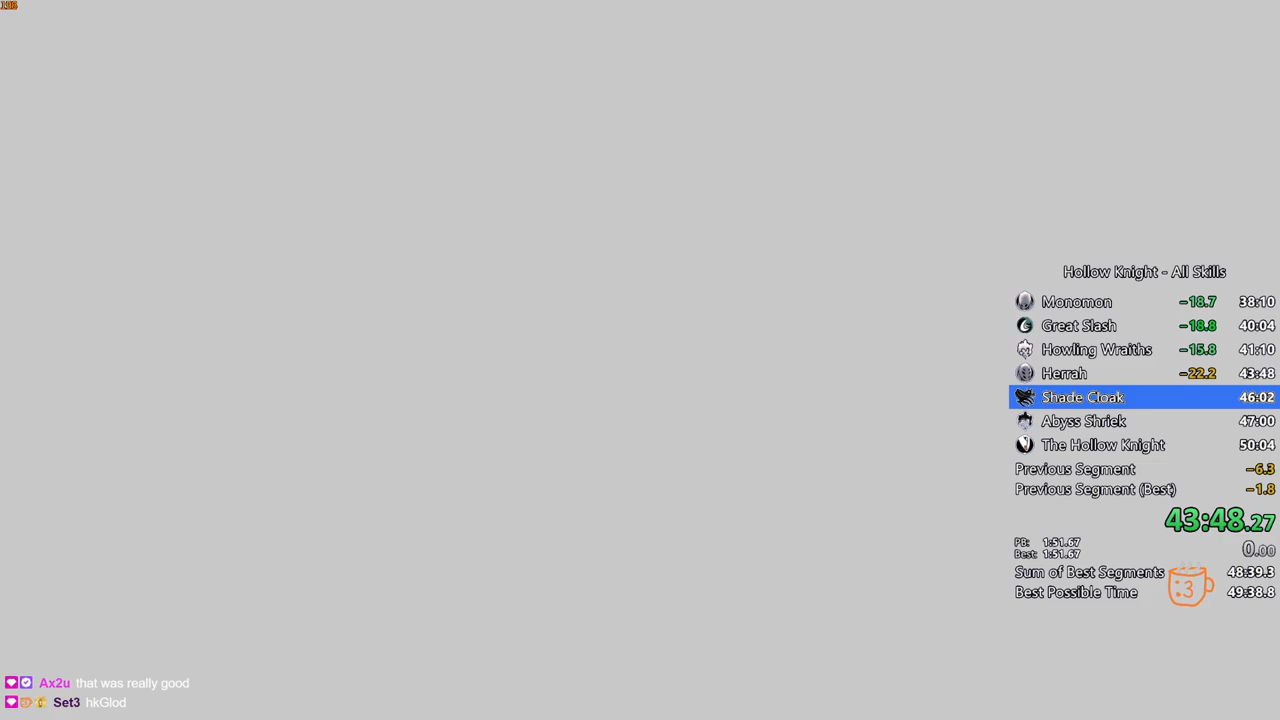 Hollow Knight - All Skills
Monomon -18.7 38:10
Great Slash -18.8 40:04
Howling Wraiths -15.8 41:10
Herrah -22.2 43:48
Shade Cloak 46:02
Abyss Shriek 47:00
The Hollow Knight 50:04
Previous Segment -6.3
Previous Segment (Best) -1.8
43:48.27
PB: 1:51.67
Best: 1:51.67
0.00
Sum of Best Segments 48:39.3
Best Possible Time 49:38.8
Ax2u that was really good
Set3 hkGlod